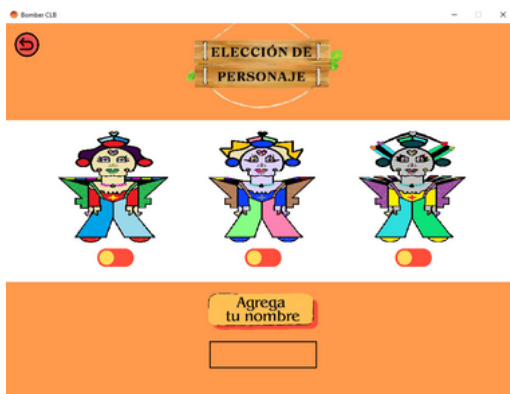 Bomber CLB
ELECCIÓN DE
PERSONAJE
Agrega
tu nombre